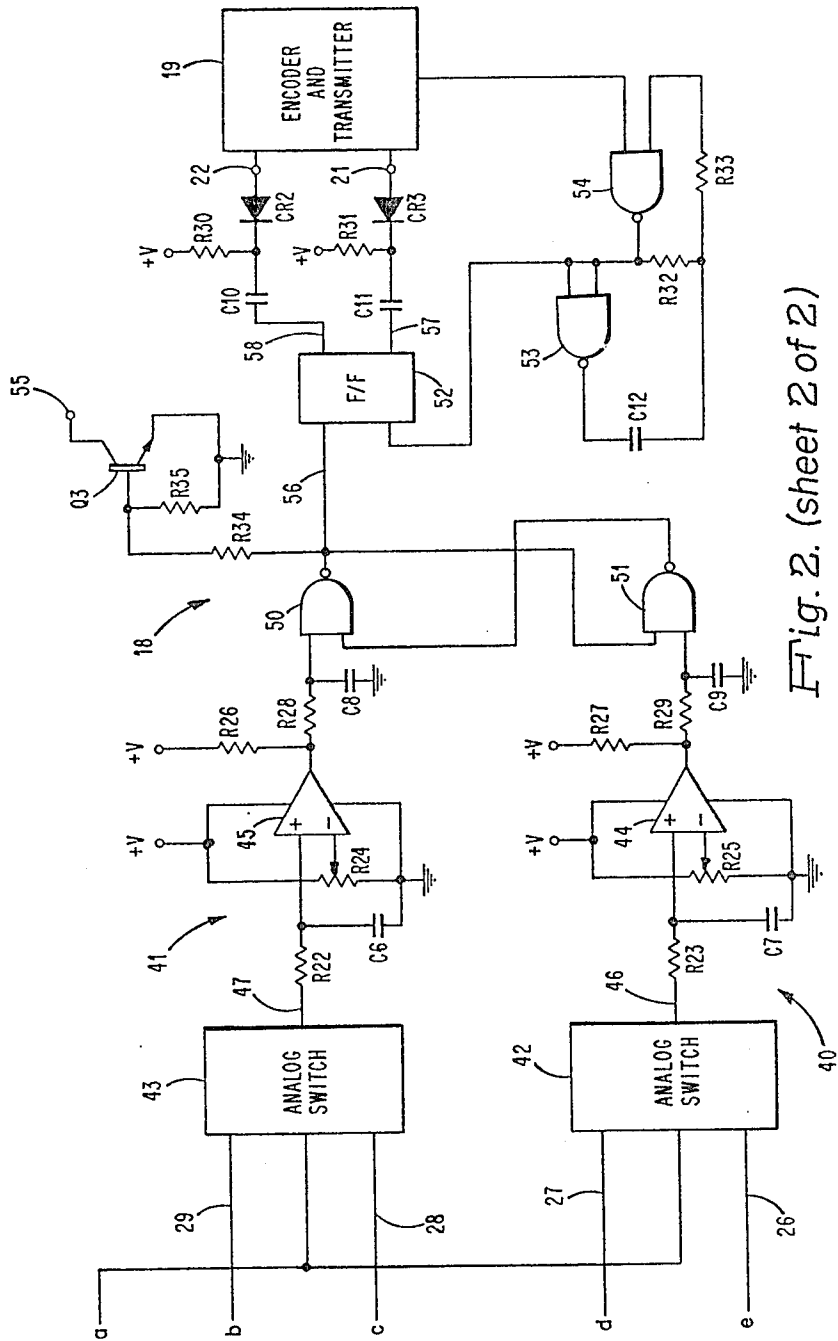 19
ENCODER
AND
TRANSMITTER
22
21
CR2
CR3
+V
R30
+V
R31
C10
C11
58
57
F/F
52
54
R33
R32
53
C12
55
Q3
R35
R34
56
18
50
51
+V
R26
R28
C8
+V
R27
R29
C9
+V
45
+
−
R24
+V
44
+
−
R25
41
C6
R22
47
C7
R23
46
40
43
ANALOG
SWITCH
42
ANALOG
SWITCH
29
28
27
26
a
b
c
d
e
Fig. 2. (sheet 2 of 2)